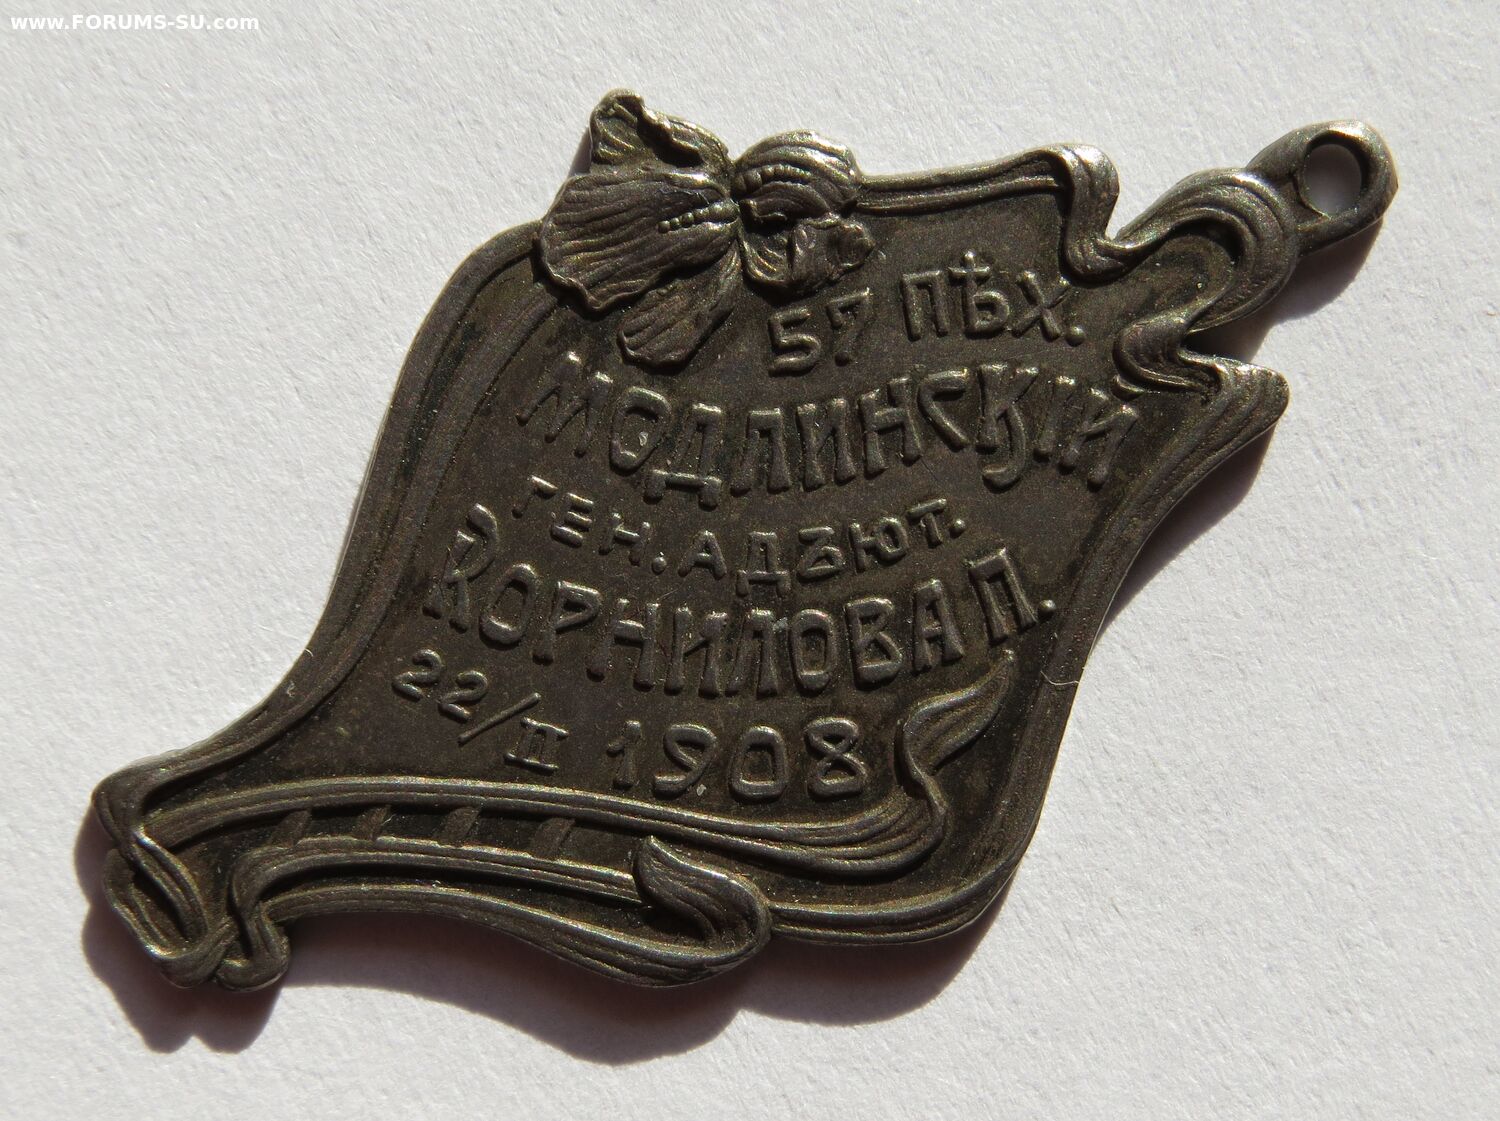 www.FORUMS-SU.com
57 ПѢХ.
МОДЛИНСКІЙ
ГЕН. АДЪЮТ.
КОРНИЛОВА П.
22/II 1908